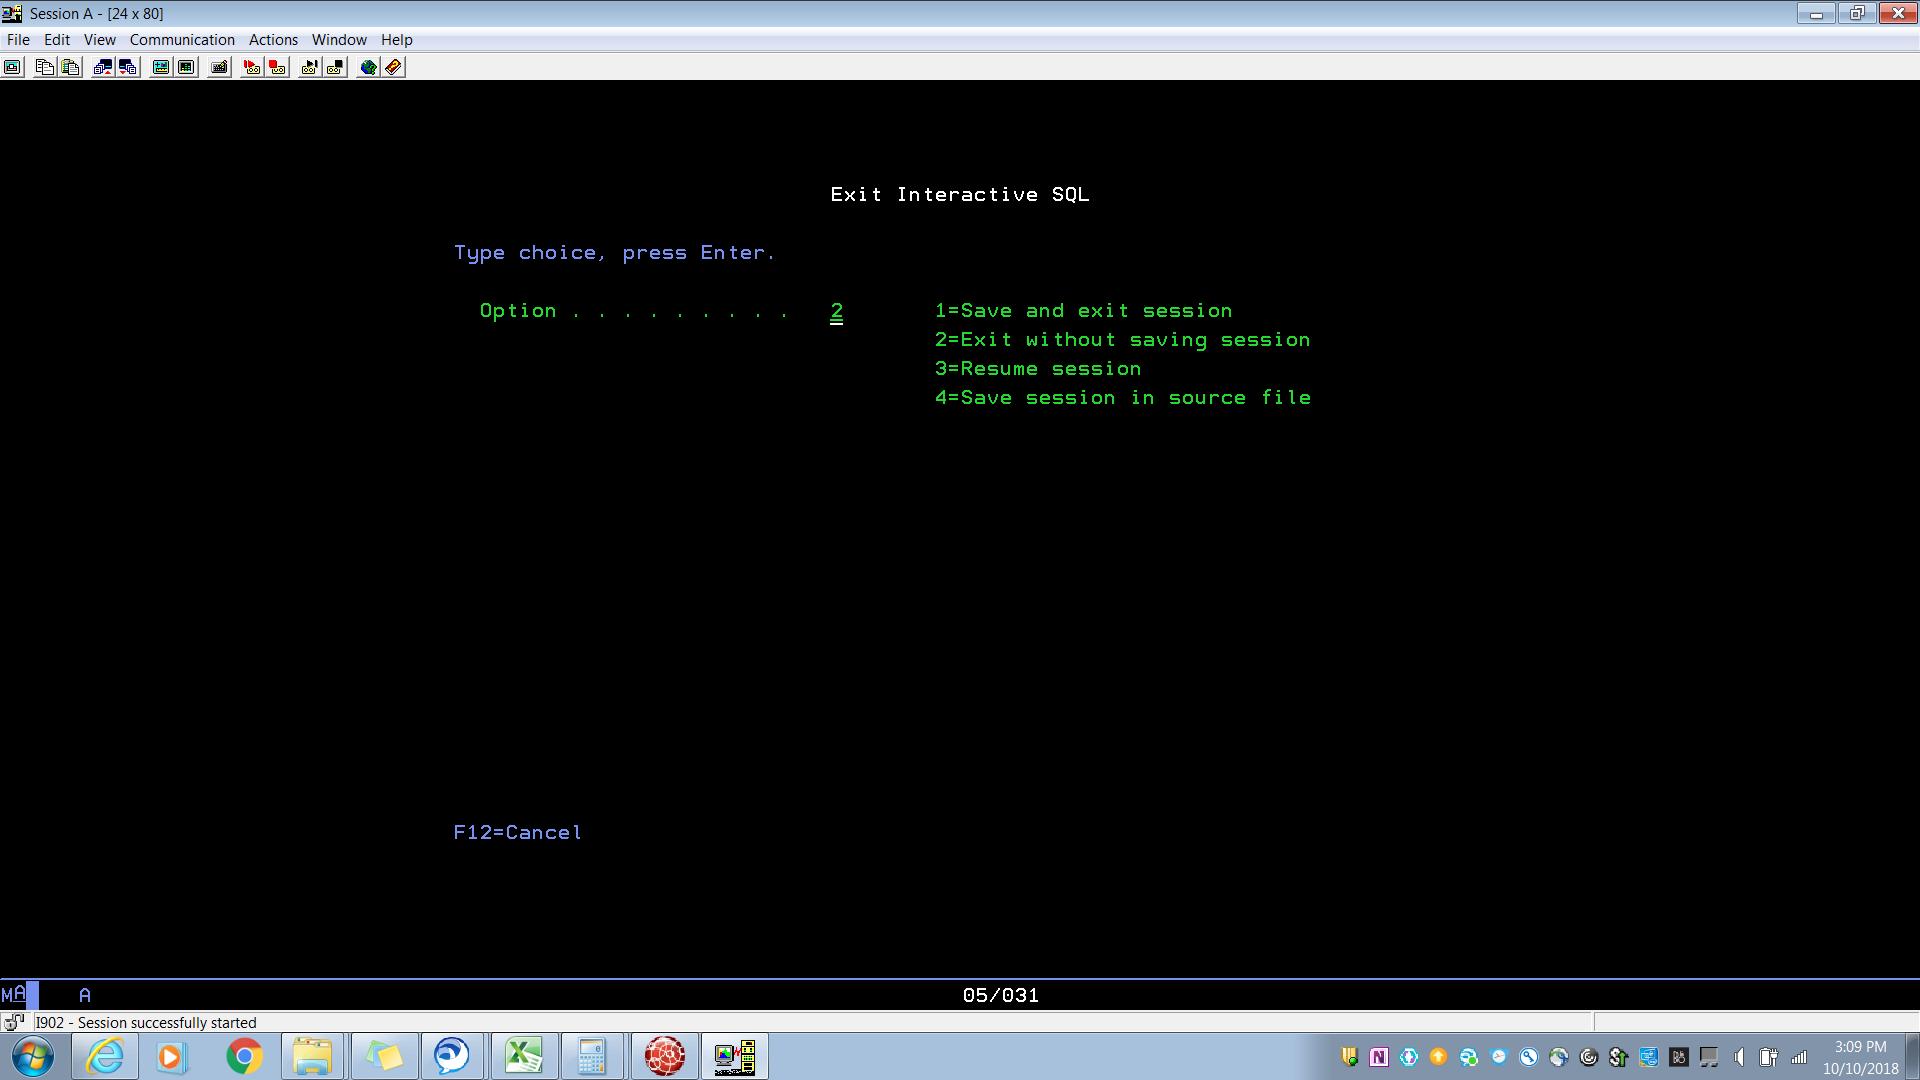 Session A - [24 x 80]
File Edit View Communication Actions Window Help
Exit Interactive SQL
Type choice, press Enter.
Option . . . . . . . . . 2 1=Save and exit session
2=Exit without saving session
3=Resume session
4=Save session in source file
F12=Cancel
MA A 05/031
I902 - Session successfully started
3:09 PM
10/10/2018